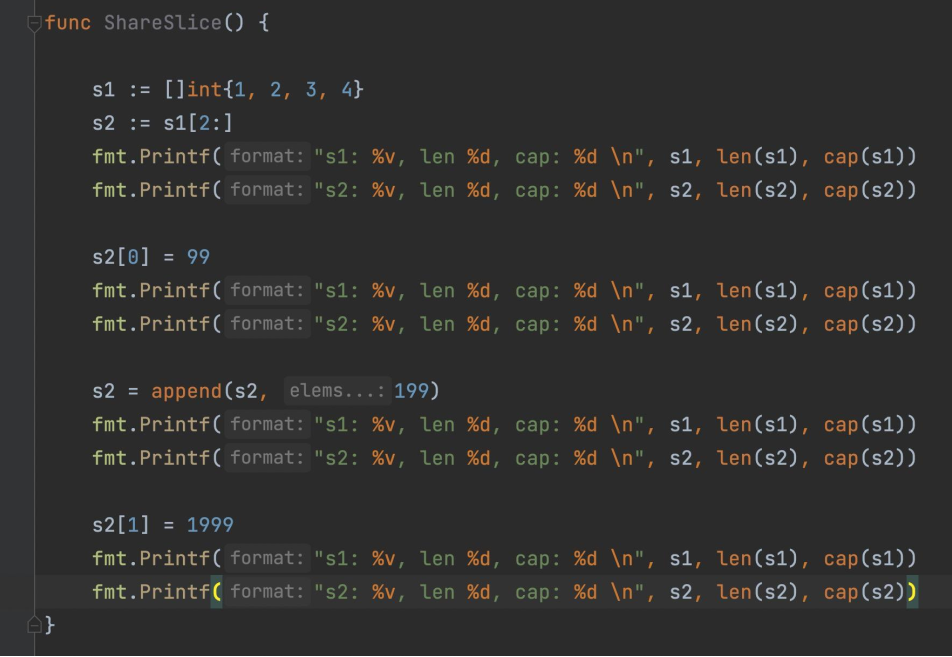 func ShareSlice() {
s1 := []int{1, 2, 3, 4}
s2 := s1[2:]
fmt.Printf( format: "s1: %v, len %d, cap: %d \n", s1, len(s1), cap(s1))
fmt.Printf( format: "s2: %v, len %d, cap: %d \n", s2, len(s2), cap(s2))
s2[0] = 99
fmt.Printf( format: "s1: %v, len %d, cap: %d \n", s1, len(s1), cap(s1))
fmt.Printf( format: "s2: %v, len %d, cap: %d \n", s2, len(s2), cap(s2))
s2 = append(s2, elems...: 199)
fmt.Printf( format: "s1: %v, len %d, cap: %d \n", s1, len(s1), cap(s1))
fmt.Printf( format: "s2: %v, len %d, cap: %d \n", s2, len(s2), cap(s2))
s2[1] = 1999
fmt.Printf( format: "s1: %v, len %d, cap: %d \n", s1, len(s1), cap(s1))
fmt.Printf( format: "s2: %v, len %d, cap: %d \n", s2, len(s2), cap(s2))
}